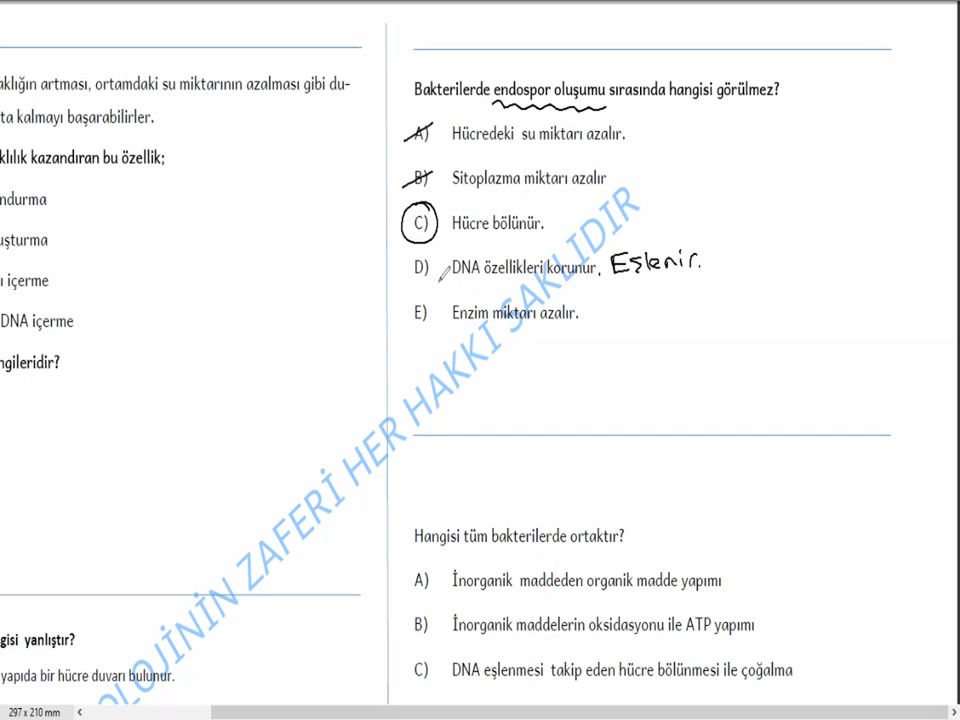 aklığın artması, ortamdaki su miktarının azalması gibi du-
ta kalmayı başarabilirler.
klılık kazandıran bu özellik;
ndurma
uşturma
ı içerme
DNA içerme
ngileridir?
gisi yanlıştır?
yapıda bir hücre duvarı bulunur.
Bakterilerde endospor oluşumu sırasında hangisi görülmez?
A) Hücredeki su miktarı azalır.
B) Sitoplazma miktarı azalır
C) Hücre bölünür.
D) DNA özellikleri korunur. Eşlenir.
E) Enzim miktarı azalır.
Hangisi tüm bakterilerde ortaktır?
A) İnorganik maddeden organik madde yapımı
B) İnorganik maddelerin oksidasyonu ile ATP yapımı
C) DNA eşlenmesi takip eden hücre bölünmesi ile çoğalma
OLOJİNİN ZAFERİ HER HAKKI SAKLIDIR
297 x 210 mm